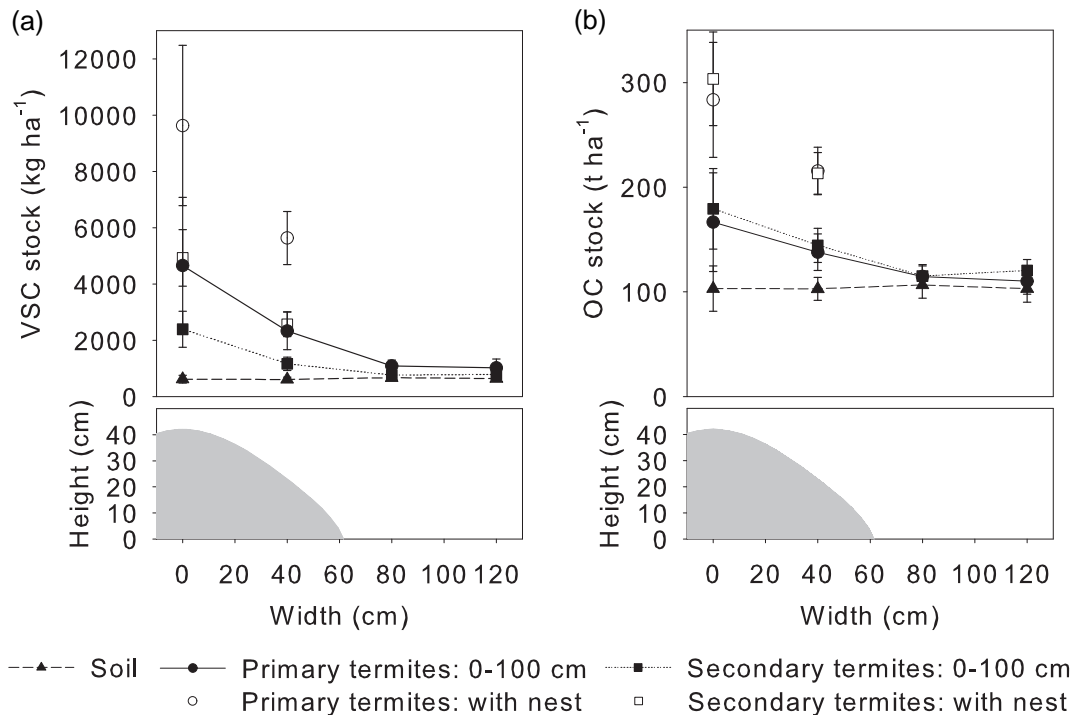 (a)
VSC stock (kg ha⁻¹)
12000
10000
8000
6000
4000
2000
0
Height (cm)
40
30
20
10
0
0 20 40 60 80 100 120
Width (cm)
(b)
OC stock (t ha⁻¹)
300
200
100
0
Height (cm)
40
30
20
10
0
0 20 40 60 80 100 120
Width (cm)
Soil
Primary termites: 0-100 cm
Secondary termites: 0-100 cm
Primary termites: with nest
Secondary termites: with nest